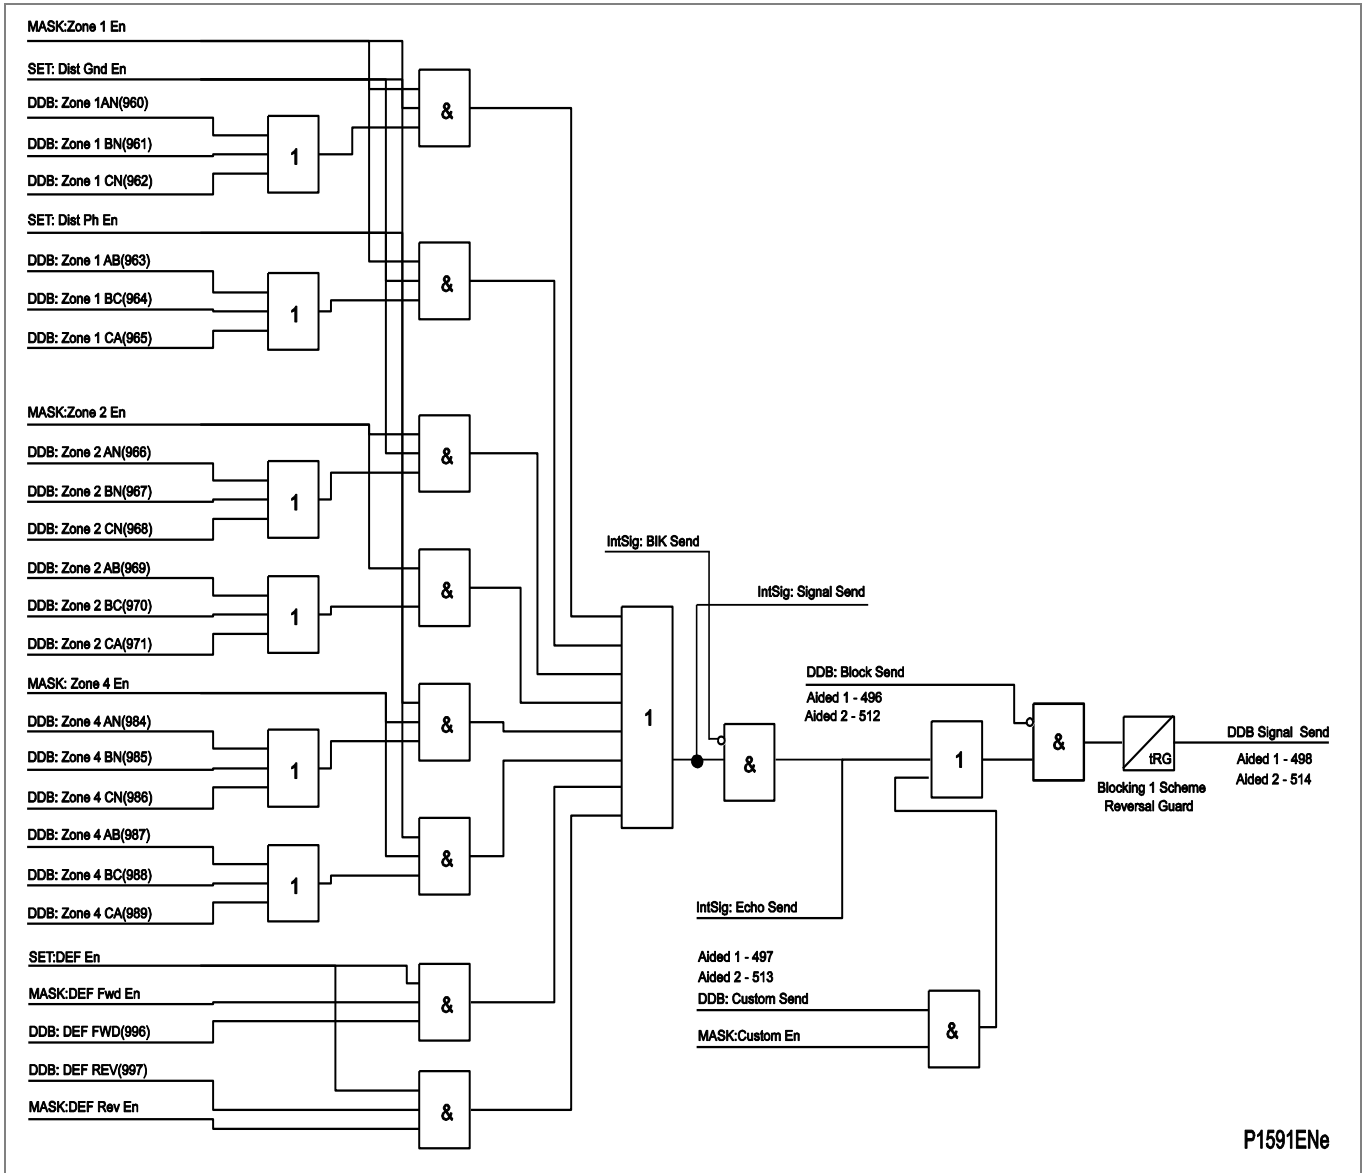 MASK:Zone 1 En
SET: Dist Gnd En
DDB: Zone 1AN(960)
DDB: Zone 1 BN(961)
DDB: Zone 1 CN(962)
&
1
SET: Dist Ph En
DDB: Zone 1 AB(963)
DDB: Zone 1 BC(964)
DDB: Zone 1 CA(965)
&
1
MASK:Zone 2 En
DDB: Zone 2 AN(966)
DDB: Zone 2 BN(967)
DDB: Zone 2 CN(968)
&
1
DDB: Zone 2 AB(969)
DDB: Zone 2 BC(970)
DDB: Zone 2 CA(971)
&
1
MASK: Zone 4 En
DDB: Zone 4 AN(984)
DDB: Zone 4 BN(985)
DDB: Zone 4 CN(986)
&
1
DDB: Zone 4 AB(987)
DDB: Zone 4 BC(988)
DDB: Zone 4 CA(989)
&
1
SET:DEF En
MASK:DEF Fwd En
DDB: DEF FWD(996)
&
DDB: DEF REV(997)
MASK:DEF Rev En
&
1
IntSig: BIK Send
IntSig: Signal Send
&
DDB: Block Send
Aided 1 - 496
Aided 2 - 512
1
&
tRG
Blocking 1 Scheme
Reversal Guard
DDB Signal Send
Aided 1 - 498
Aided 2 - 514
IntSig: Echo Send
Aided 1 - 497
Aided 2 - 513
DDB: Custom Send
MASK:Custom En
&
P1591ENe